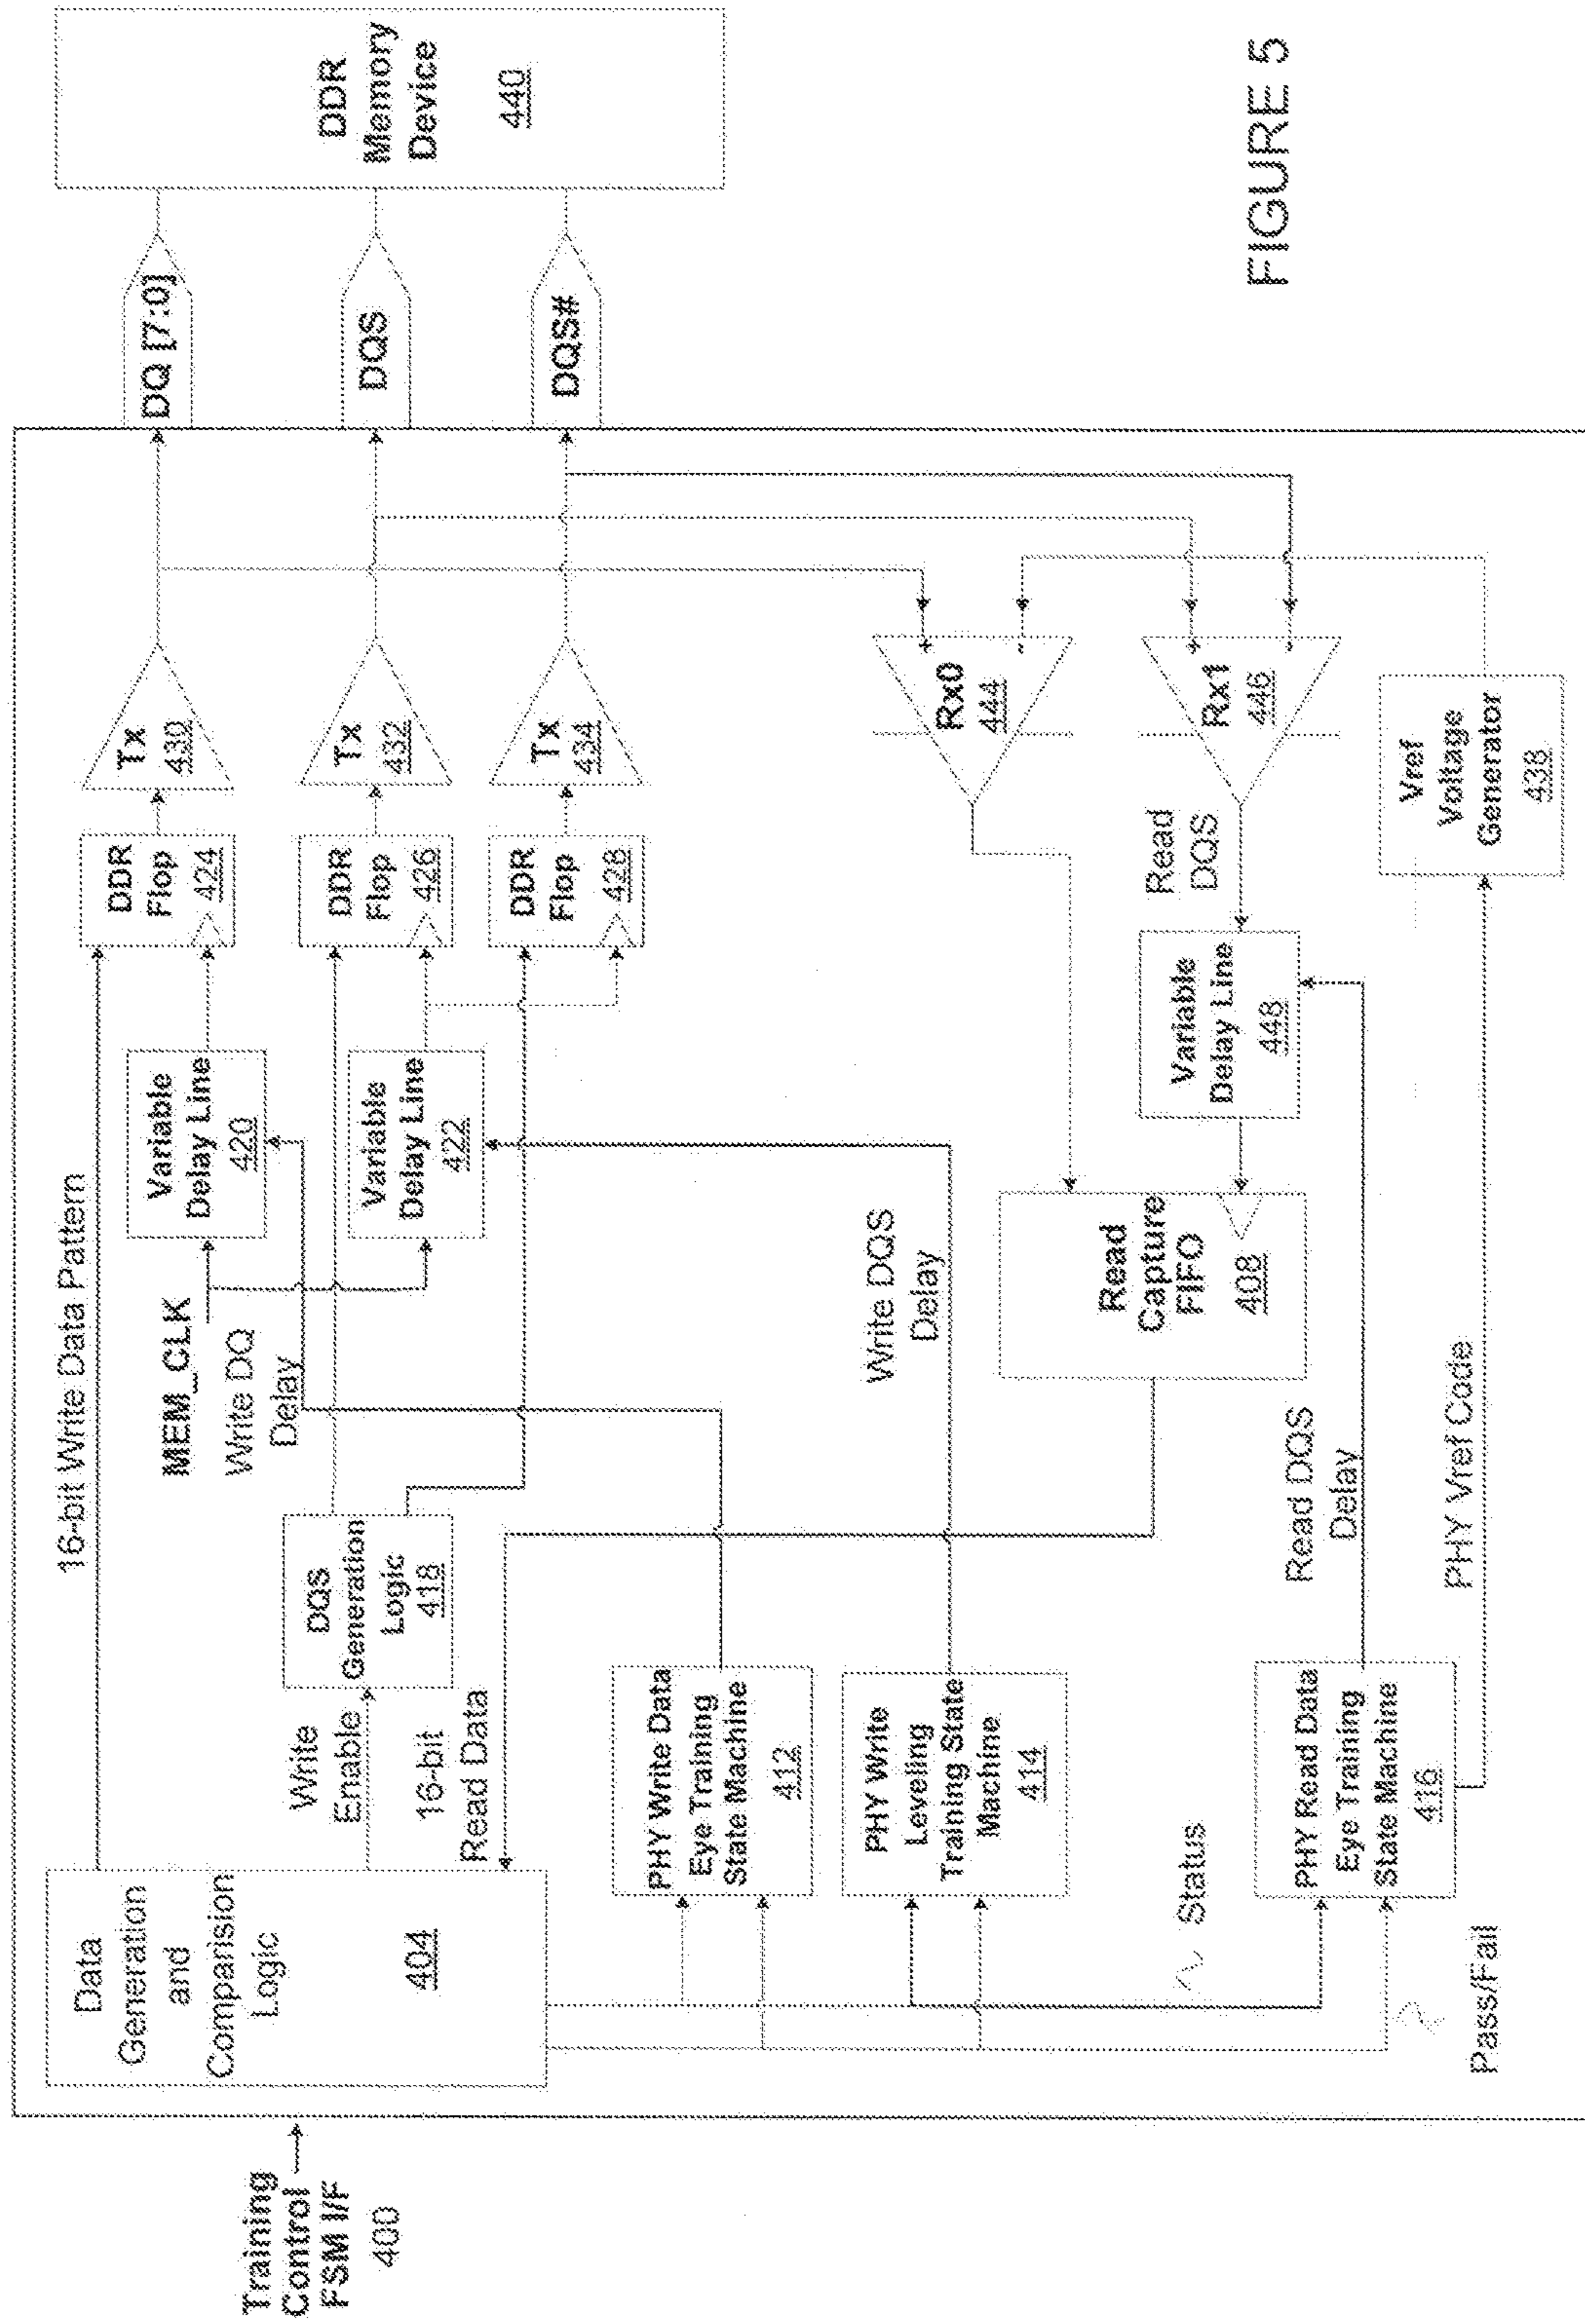 Training
Control
FSM I/F
400
Data
Generation
and
Comparision
Logic
404
16-bit Write Data Pattern
Write
Enable
16-bit
Read Data
DQS
Generation
Logic
418
MEM_CLK
Write DQ
Delay
Variable
Delay Line
420
Variable
Delay Line
422
DDR
Flop
424
DDR
Flop
426
DDR
Flop
428
Tx
430
Tx
432
Tx
434
DQ [7:0]
DQS
DQS#
DDR
Memory
Device
440
PHY Write Data
Eye Training
State Machine
412
PHY Write
Leveling
Training State
Machine
414
Write DQS
Delay
Status
Pass/Fail
PHY Read Data
Eye Training
State Machine
416
Read DQS
Delay
PHY Vref Code
Read
Capture
FIFO
408
Variable
Delay Line
448
Read
DQS
+
-
Rx0
444
+
-
Rx1
446
Vref
Voltage
Generator
438
FIGURE 5